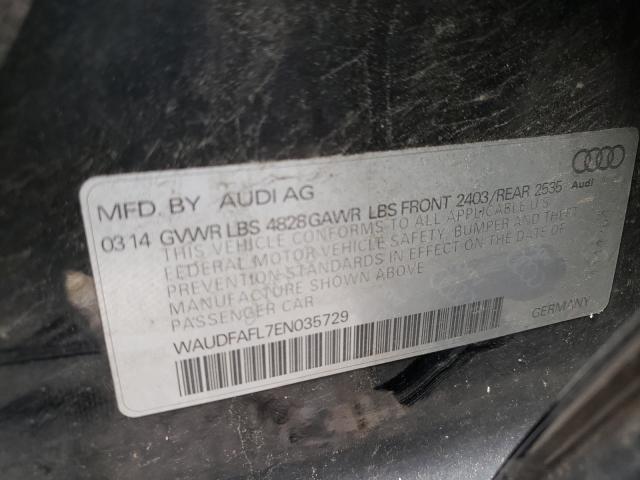 MFD. BY AUDI AG
03 14 GVWR LBS 4828 GAWR LBS FRONT 2403/REAR 2535
THIS VEHICLE CONFORMS TO ALL APPLICABLE U.S.
FEDERAL MOTOR VEHICLE SAFETY, BUMPER AND THEFT
PREVENTION STANDARDS IN EFFECT ON THE DATE OF
MANUFACTURE SHOWN ABOVE
PASSENGER CAR
WAUDFAFL7EN035729
GERMANY
Audi